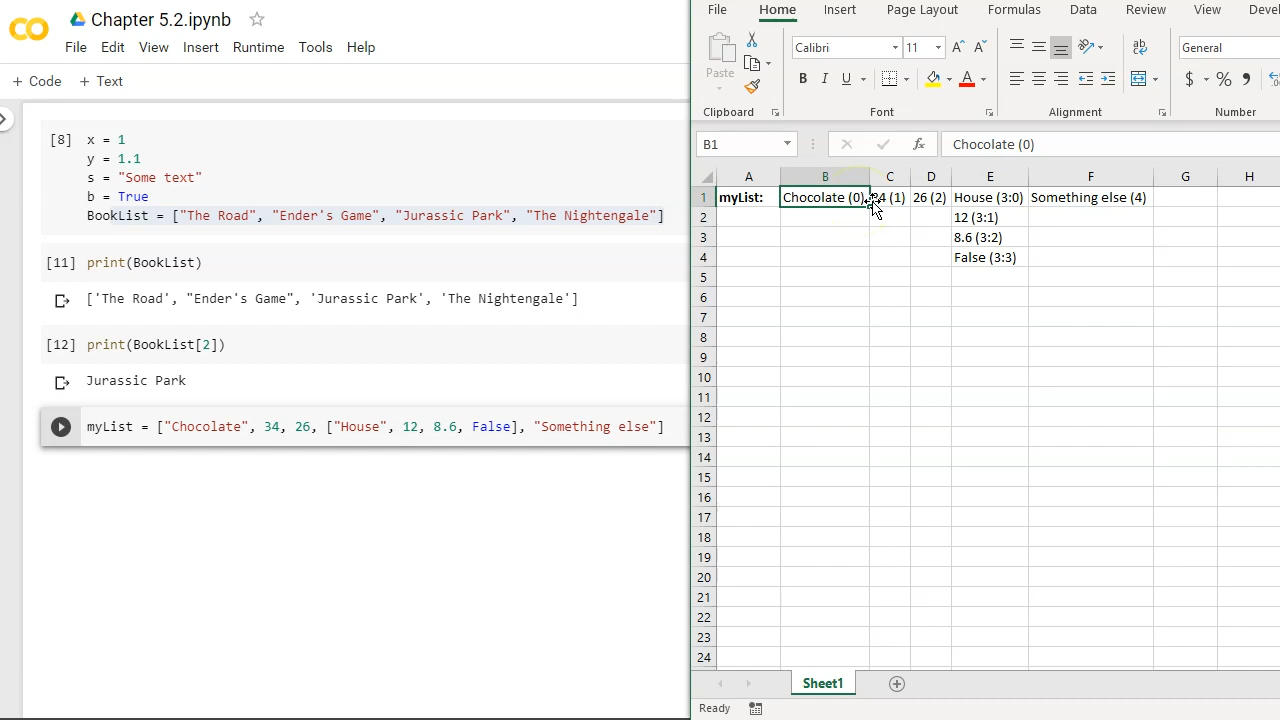 Chapter 5.2.ipynb
File Edit View Insert Runtime Tools Help
+ Code + Text
[8] x = 1
y = 1.1
s = "Some text"
b = True
BookList = ["The Road", "Ender's Game", "Jurassic Park", "The Nightengale"]
[11] print(BookList)
['The Road', "Ender's Game", 'Jurassic Park', 'The Nightengale']
[12] print(BookList[2])
Jurassic Park
myList = ["Chocolate", 34, 26, ["House", 12, 8.6, False], "Something else"]
File Home Insert Page Layout Formulas Data Review View Devel
Paste Calibri 11 General
B I U $ % ,
Clipboard Font Alignment Number
B1 fx Chocolate (0)
A B C D E F G H
1 myList: Chocolate (0) (1) 26 (2) House (3:0) Something else (4)
2 12 (3:1)
3 8.6 (3:2)
4 False (3:3)
5
6
7
8
9
10
11
12
13
14
15
16
17
18
19
20
21
22
23
24
Sheet1
Ready